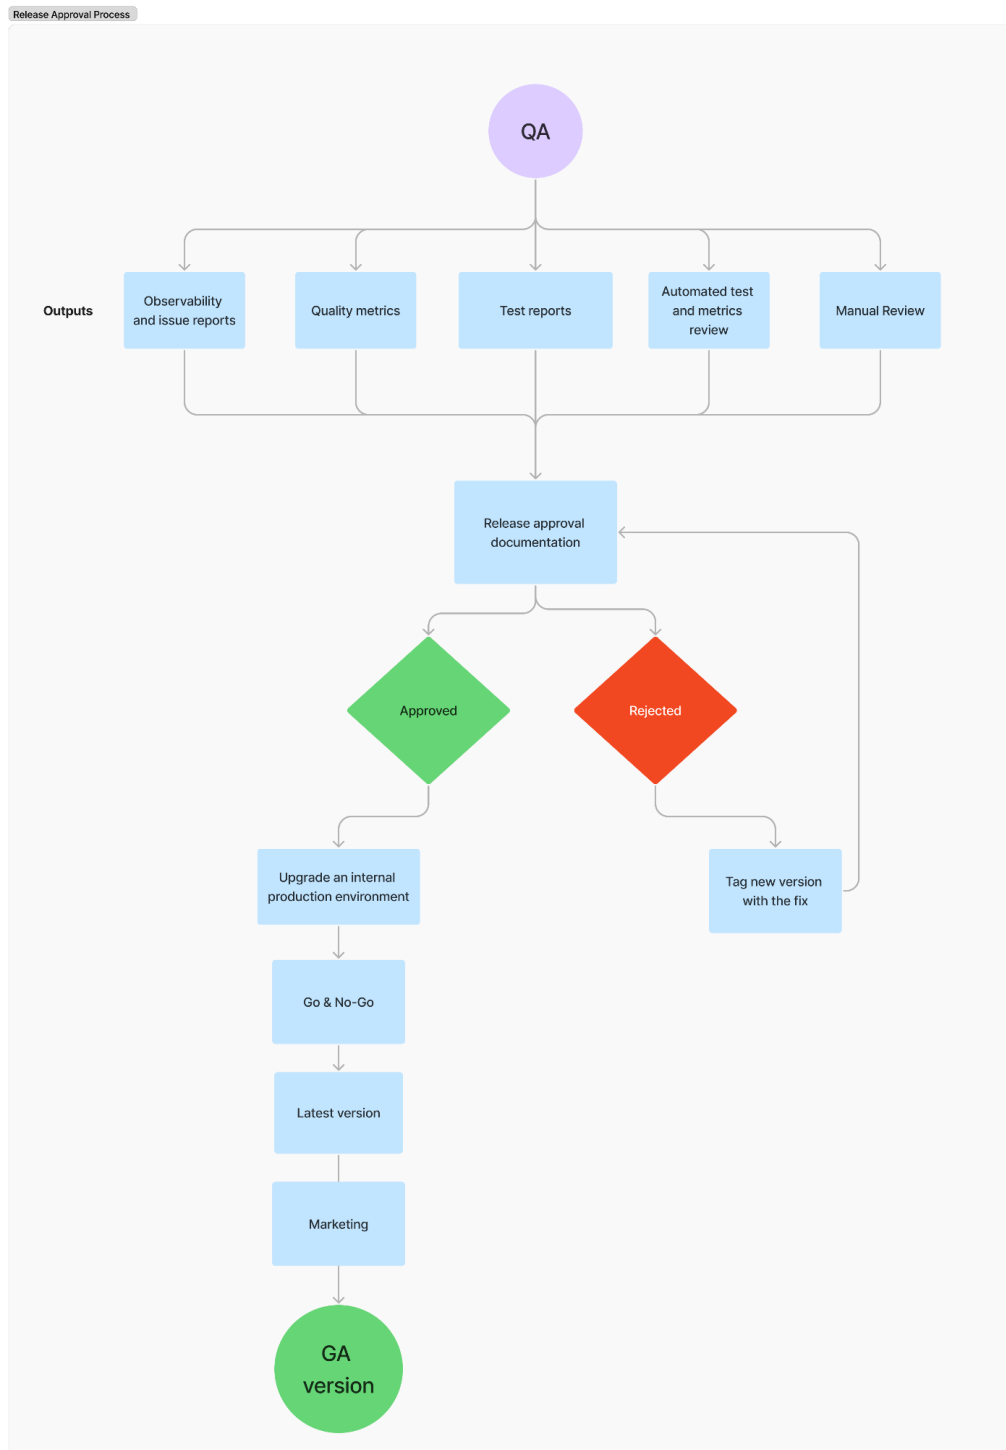 Release Approval Process
QA
Outputs
Observability
and issue reports
Quality metrics
Test reports
Automated test
and metrics
review
Manual Review
Release approval
documentation
Approved
Rejected
Upgrade an internal
production environment
Tag new version
with the fix
Go & No-Go
Latest version
Marketing
GA
version